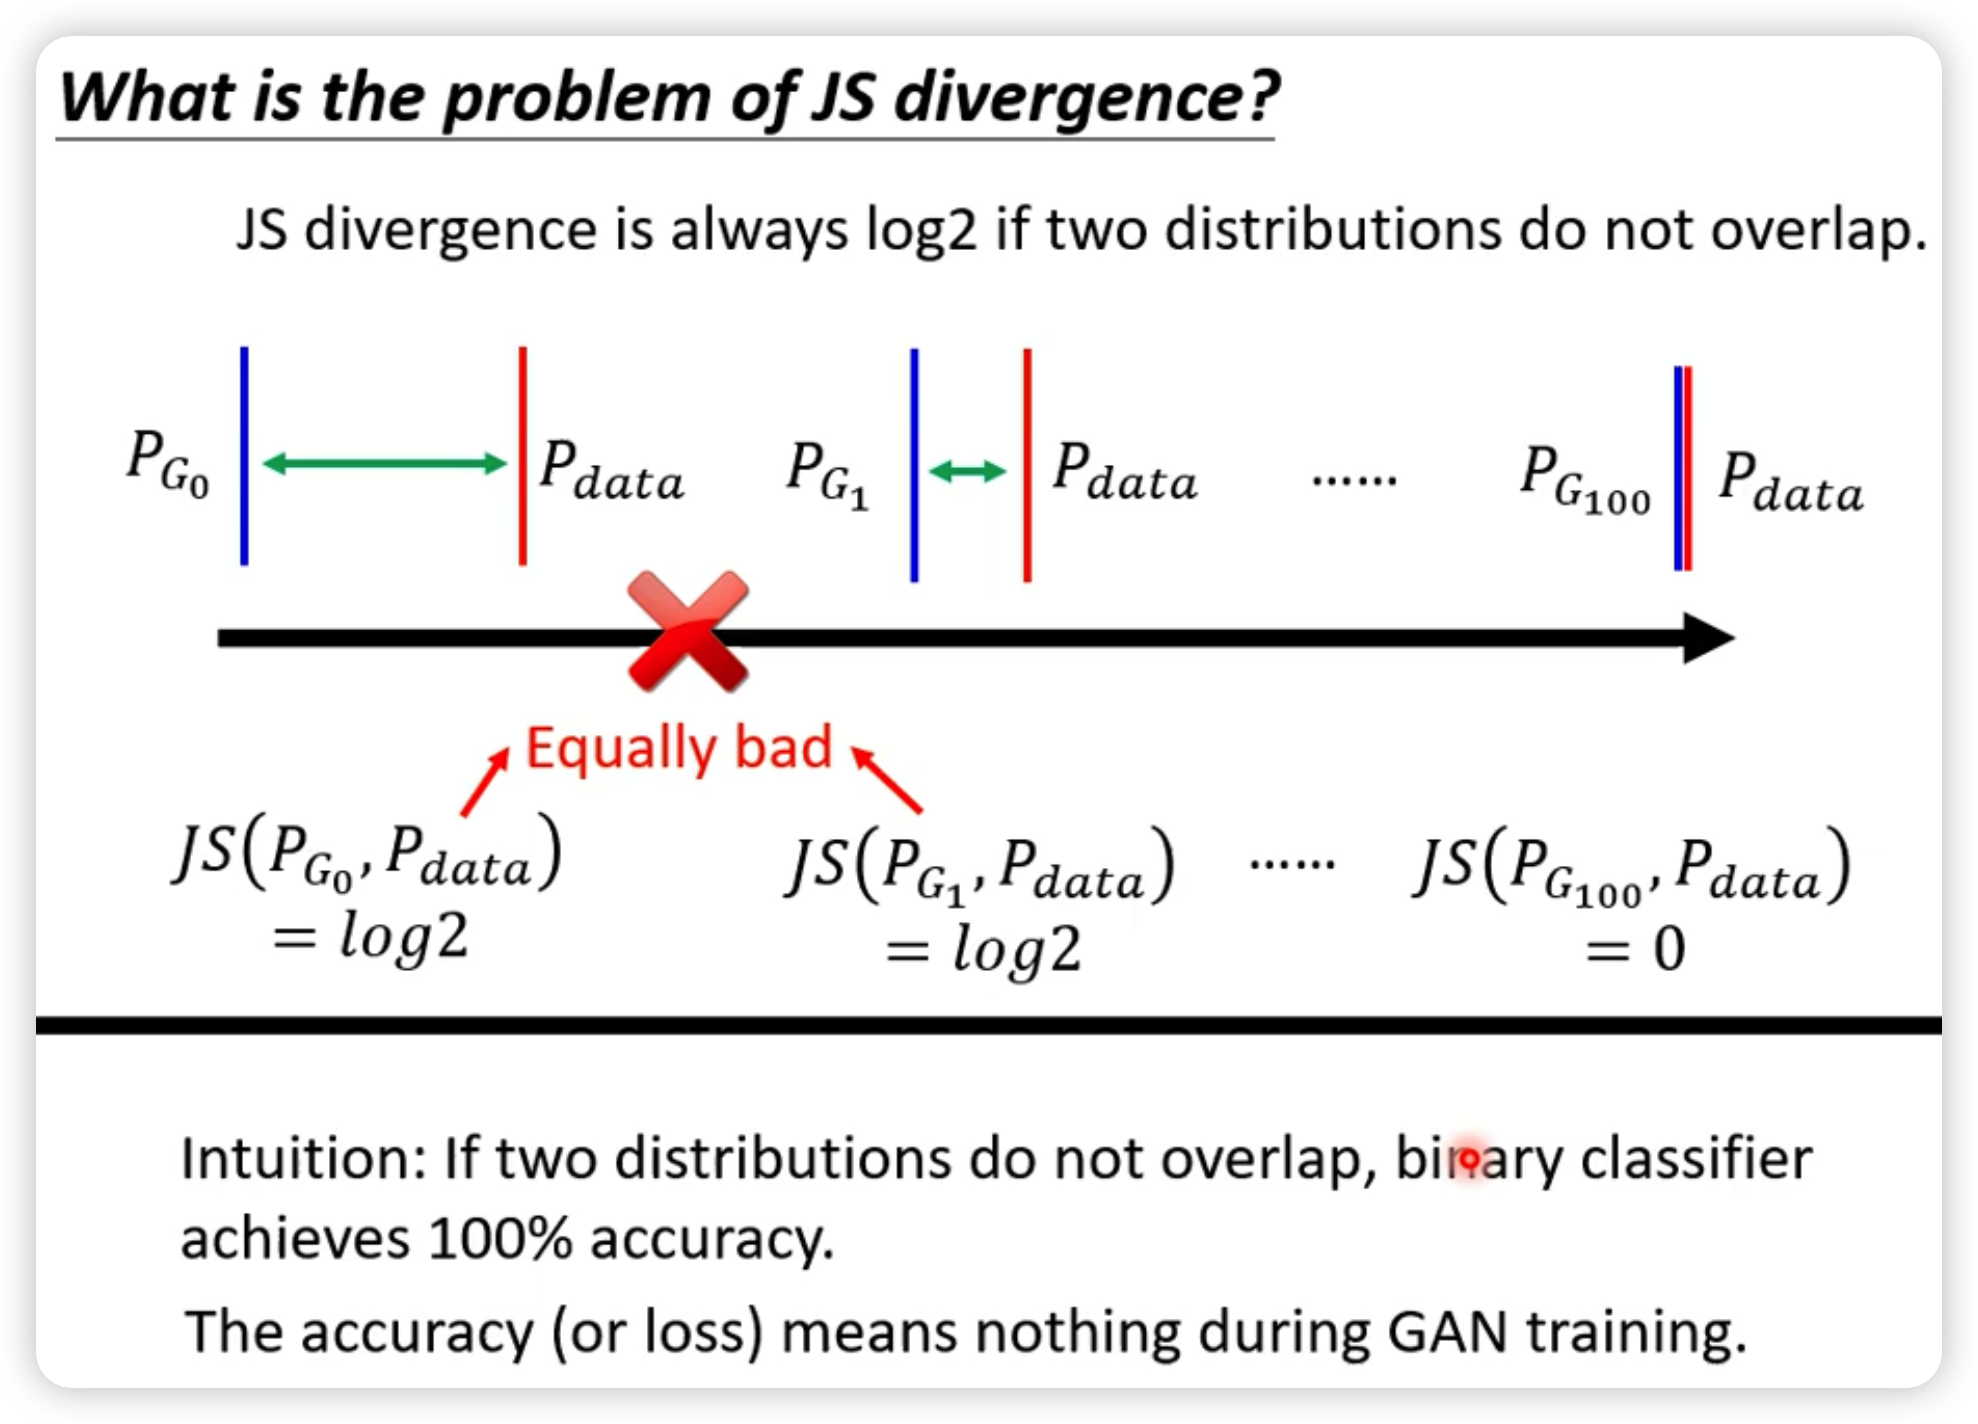 What is the problem of JS divergence?
JS divergence is always log2 if two distributions do not overlap.
P_{G_0} P_{data} P_{G_1} P_{data} ...... P_{G_{100}} P_{data}
Equally bad
JS(P_{G_0}, P_{data}) JS(P_{G_1}, P_{data}) ...... JS(P_{G_{100}}, P_{data})
= log2 = log2 = 0
Intuition: If two distributions do not overlap, binary classifier
achieves 100% accuracy.
The accuracy (or loss) means nothing during GAN training.